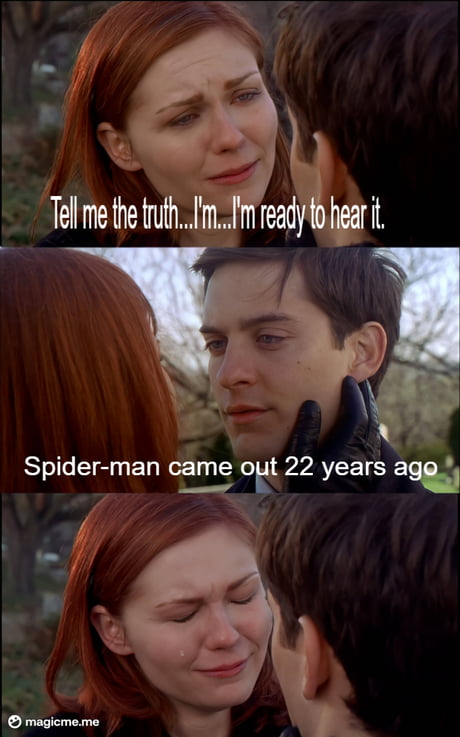 Tell me the truth...I'm...I'm ready to hear it.
Spider-man came out 22 years ago
magicme.me